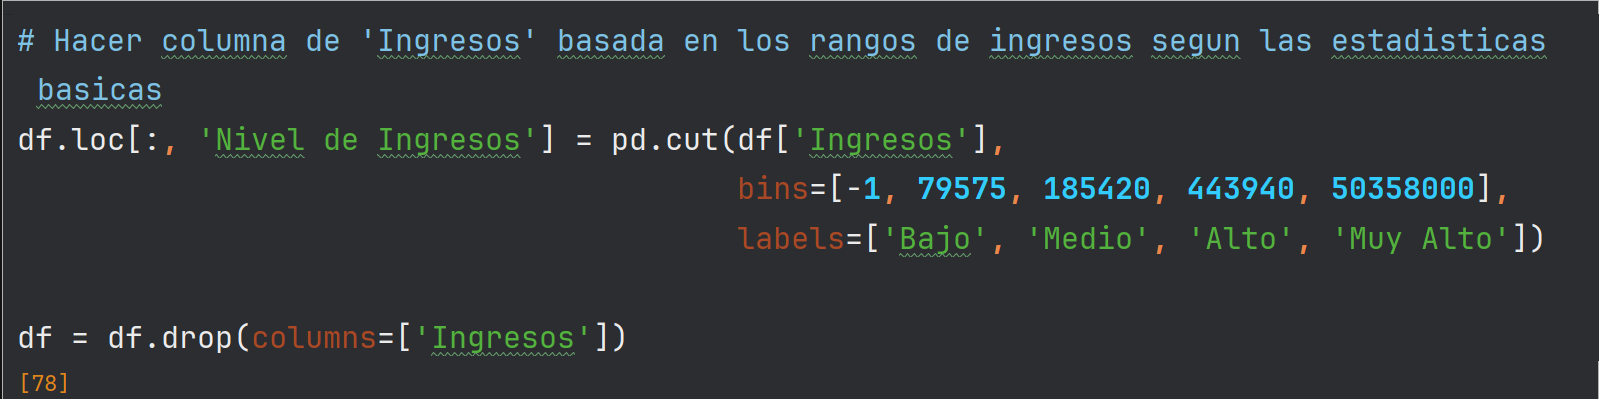 # Hacer columna de 'Ingresos' basada en los rangos de ingresos segun las estadisticas
basicas
df.loc[:, 'Nivel de Ingresos'] = pd.cut(df['Ingresos'],
bins=[-1, 79575, 185420, 443940, 50358000],
labels=['Bajo', 'Medio', 'Alto', 'Muy Alto'])
df = df.drop(columns=['Ingresos'])
[78]